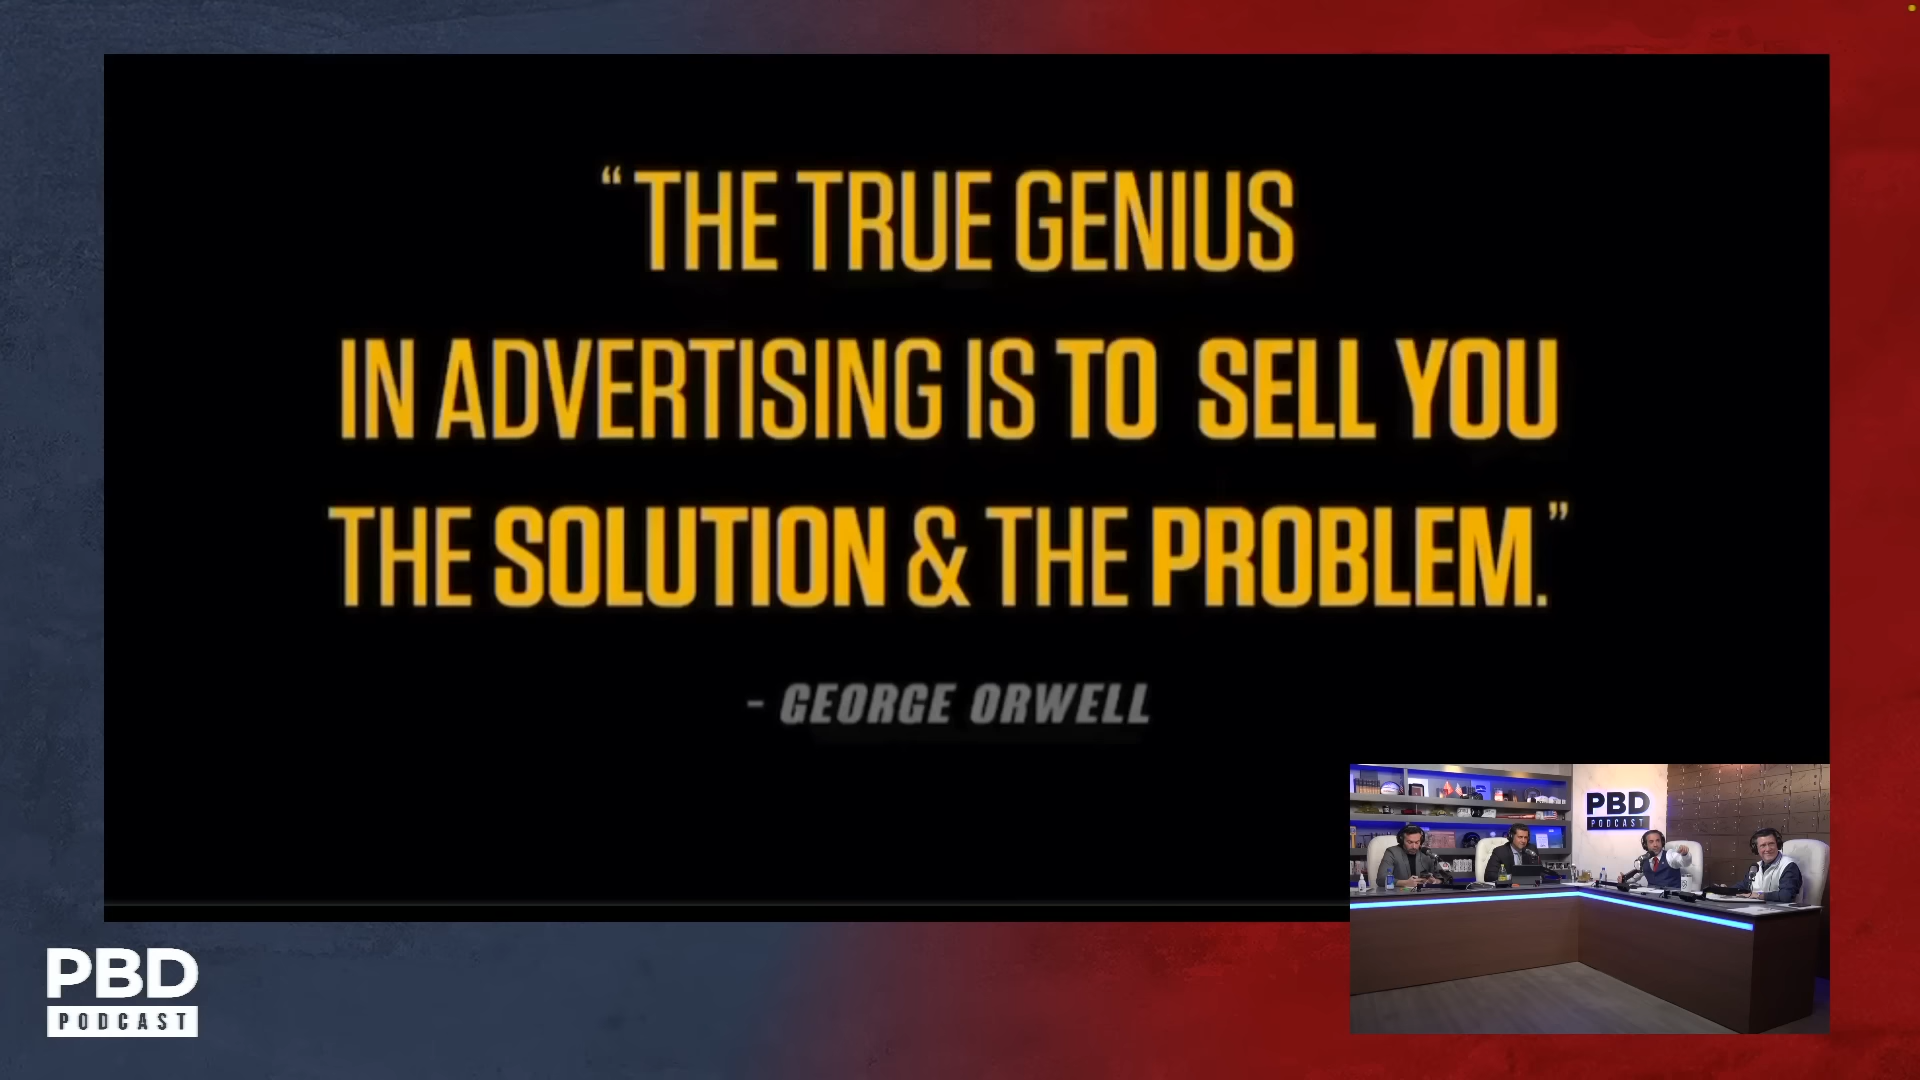 “THE TRUE GENIUS
IN ADVERTISING IS TO SELL YOU
THE SOLUTION & THE PROBLEM.”
- GEORGE ORWELL
PBD
PODCAST
PBD
PODCAST